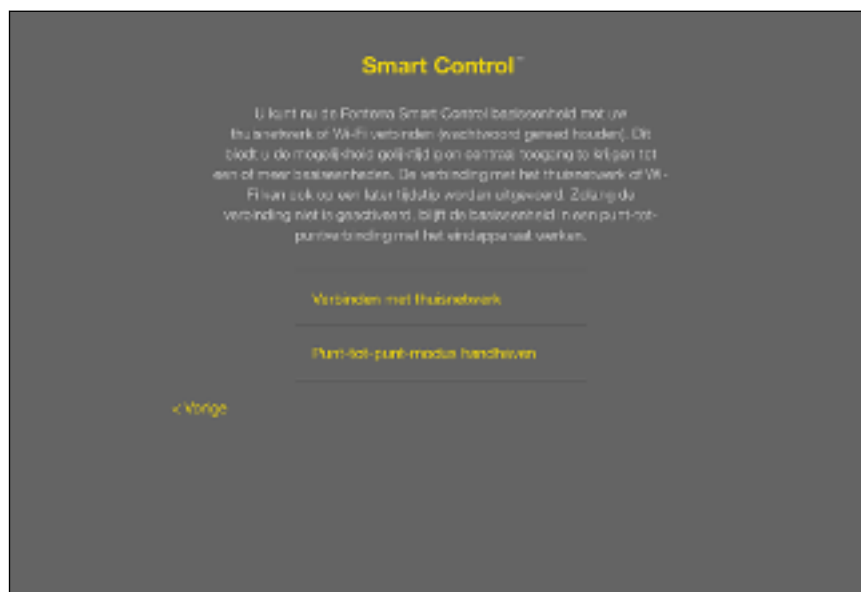 Smart Control™
U kunt nu de Fonterra Smart Control basiseenheid met uw
thuisnetwerk of Wi-Fi verbinden (wachtwoord gereed houden). Dit
biedt u de mogelijkheid gelijktijdig en centraal toegang te krijgen tot
een of meer basiseenheden. De verbinding met het thuisnetwerk of Wi-
Fi kan ook op een later tijdstip worden uitgevoerd. Zolang de
verbinding niet is geactiveerd, blijft de basiseenheid in een punt-tot-
puntverbinding met het eindapparaat werken.
Verbinden met thuisnetwerk
Punt-tot-punt-modus handhaven
< Vorige